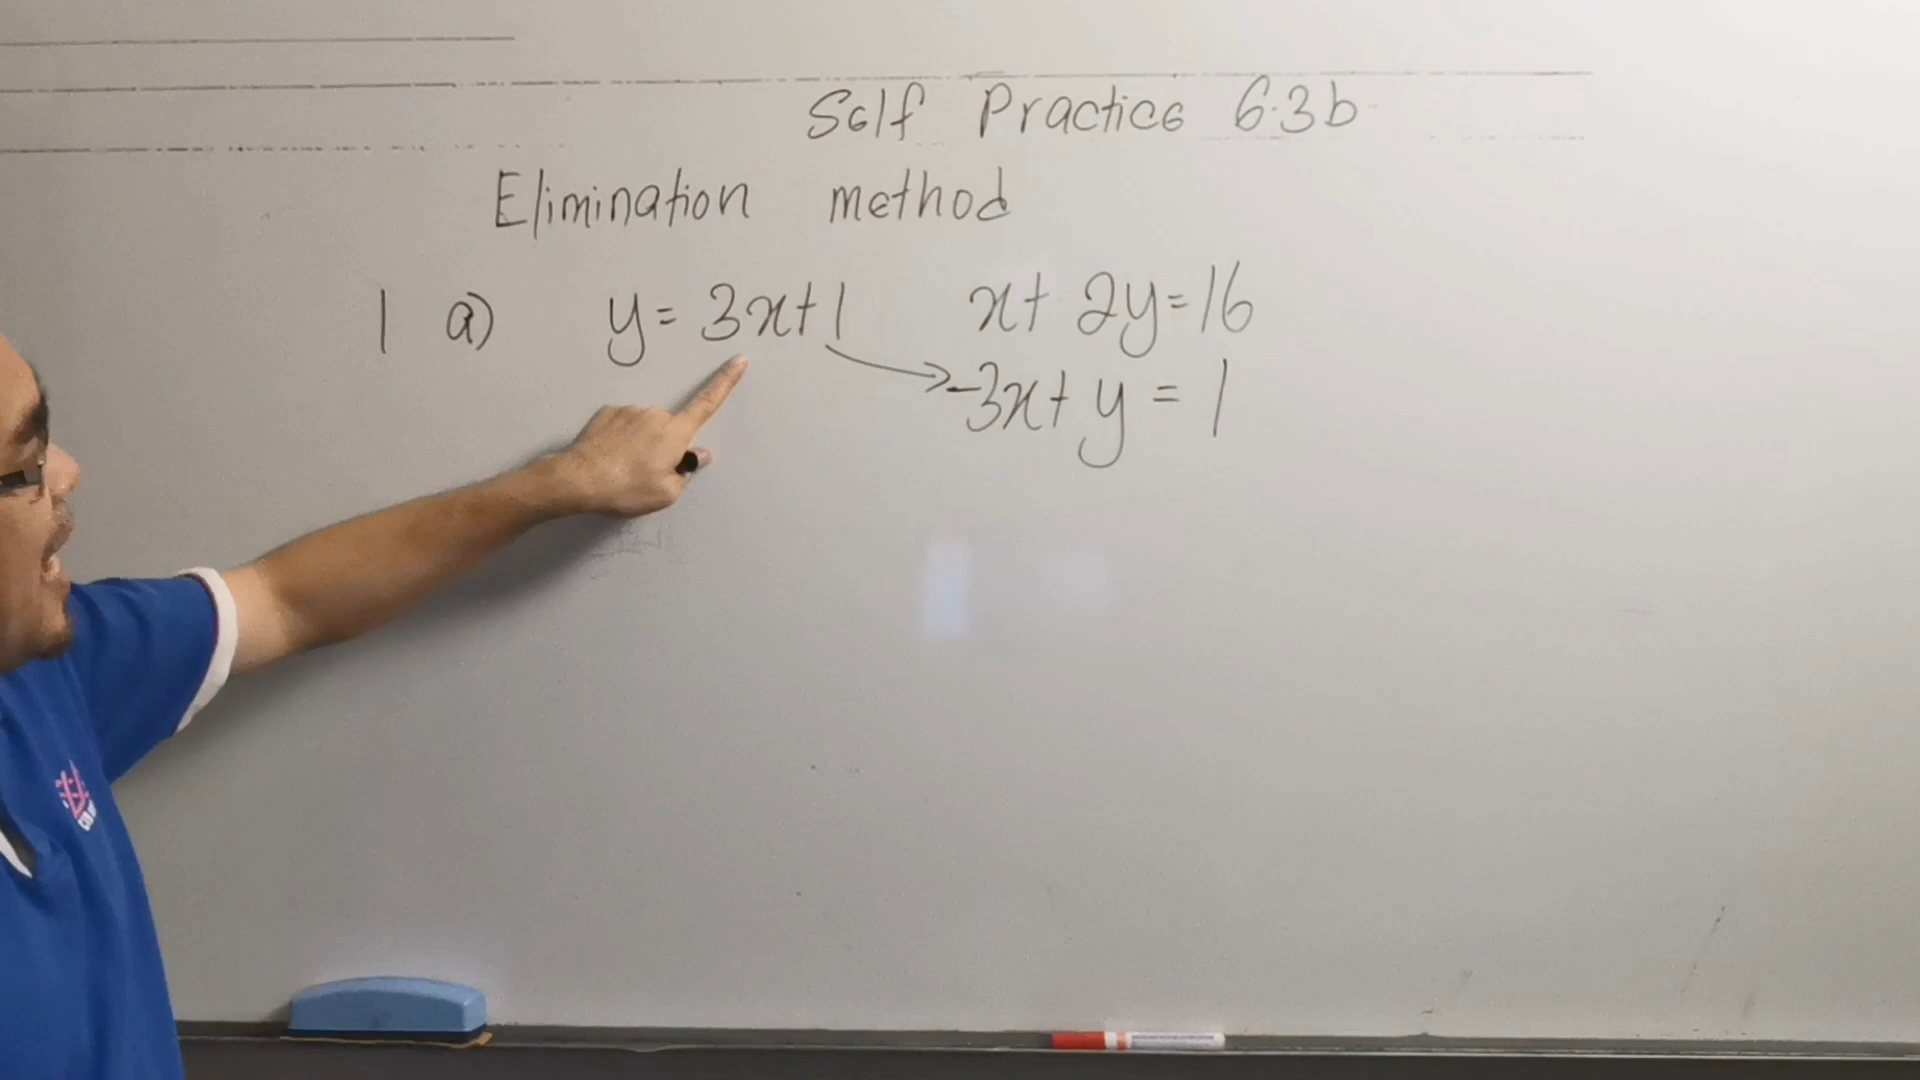 Self Practice 6.3b
Elimination method
1 a) y = 3x+1 x+ 2y=16
-3x+ y = 1